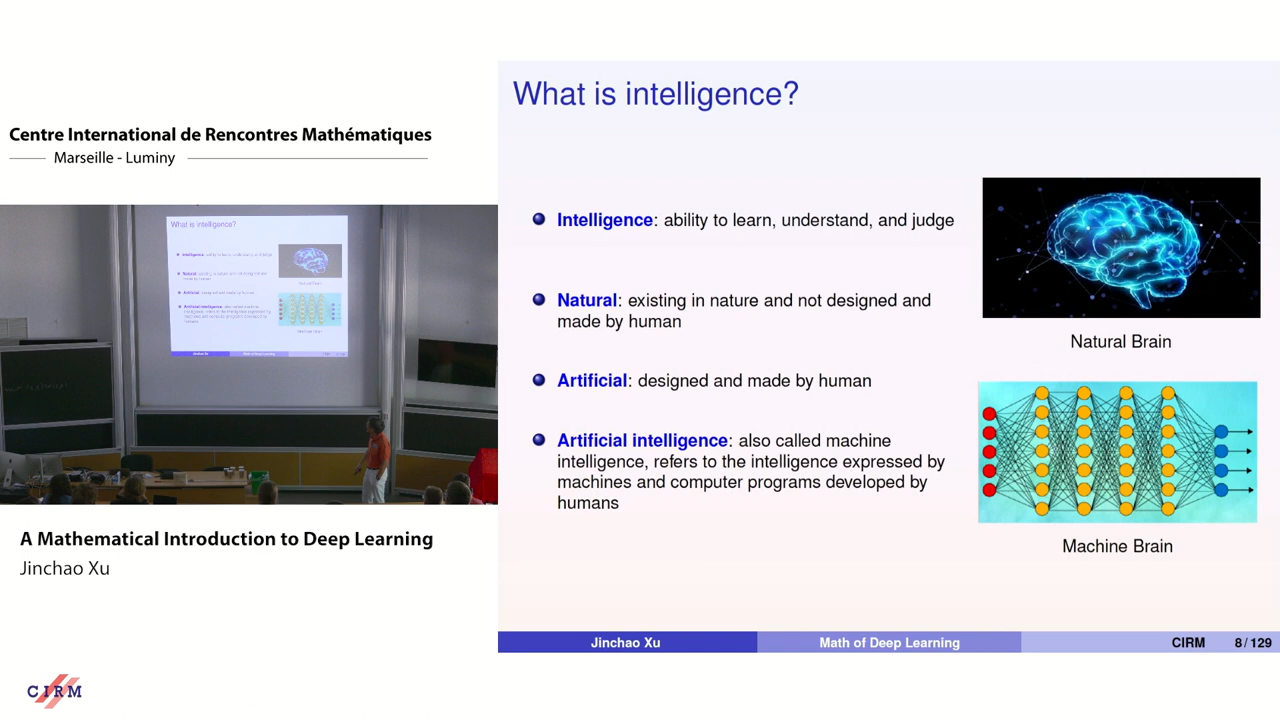 Centre International de Rencontres Mathématiques
Marseille - Luminy
What is intelligence?
A Mathematical Introduction to Deep Learning
Jinchao Xu
CIRM
What is intelligence?
Intelligence: ability to learn, understand, and judge
Natural: existing in nature and not designed and
made by human
Artificial: designed and made by human
Artificial intelligence: also called machine
intelligence, refers to the intelligence expressed by
machines and computer programs developed by
humans
Natural Brain
Machine Brain
Jinchao Xu
Math of Deep Learning
CIRM
8 / 129